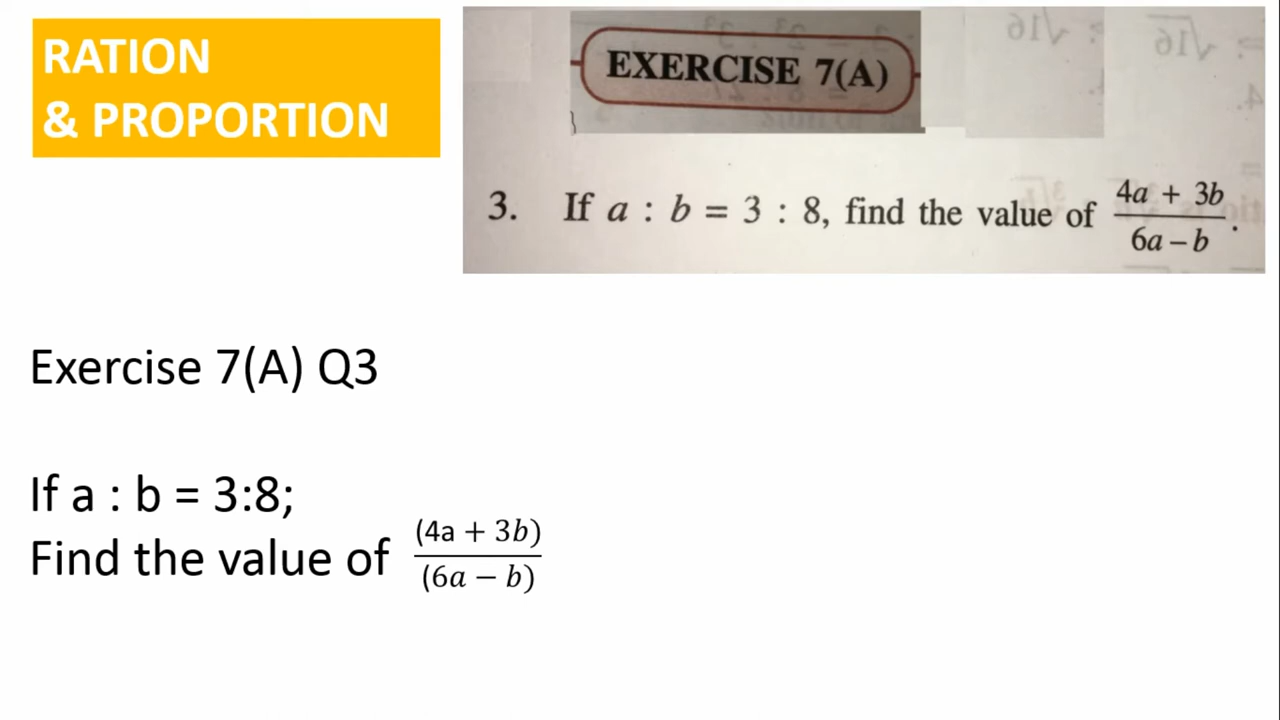 RATION
& PROPORTION
EXERCISE 7(A)
3. If a : b = 3 : 8, find the value of (4a + 3b)/(6a – b).
Exercise 7(A) Q3
If a : b = 3:8;
Find the value of (4a + 3b)/(6a − b)